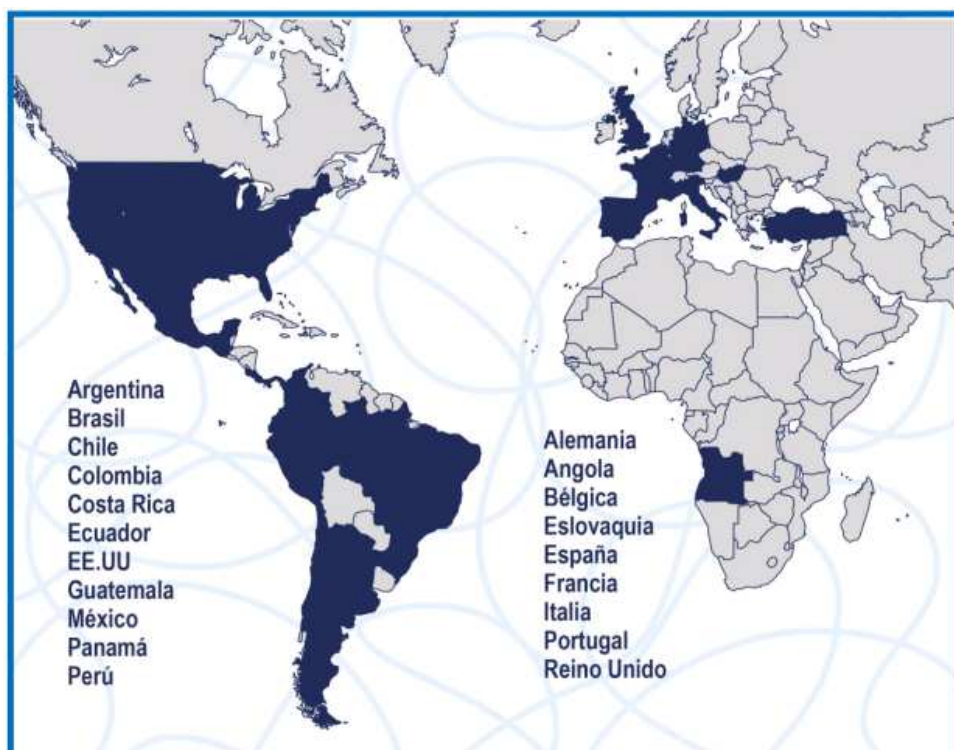 Argentina
Brasil
Chile
Colombia
Costa Rica
Ecuador
EE.UU
Guatemala
México
Panamá
Perú
Alemania
Angola
Bélgica
Eslovaquia
España
Francia
Italia
Portugal
Reino Unido